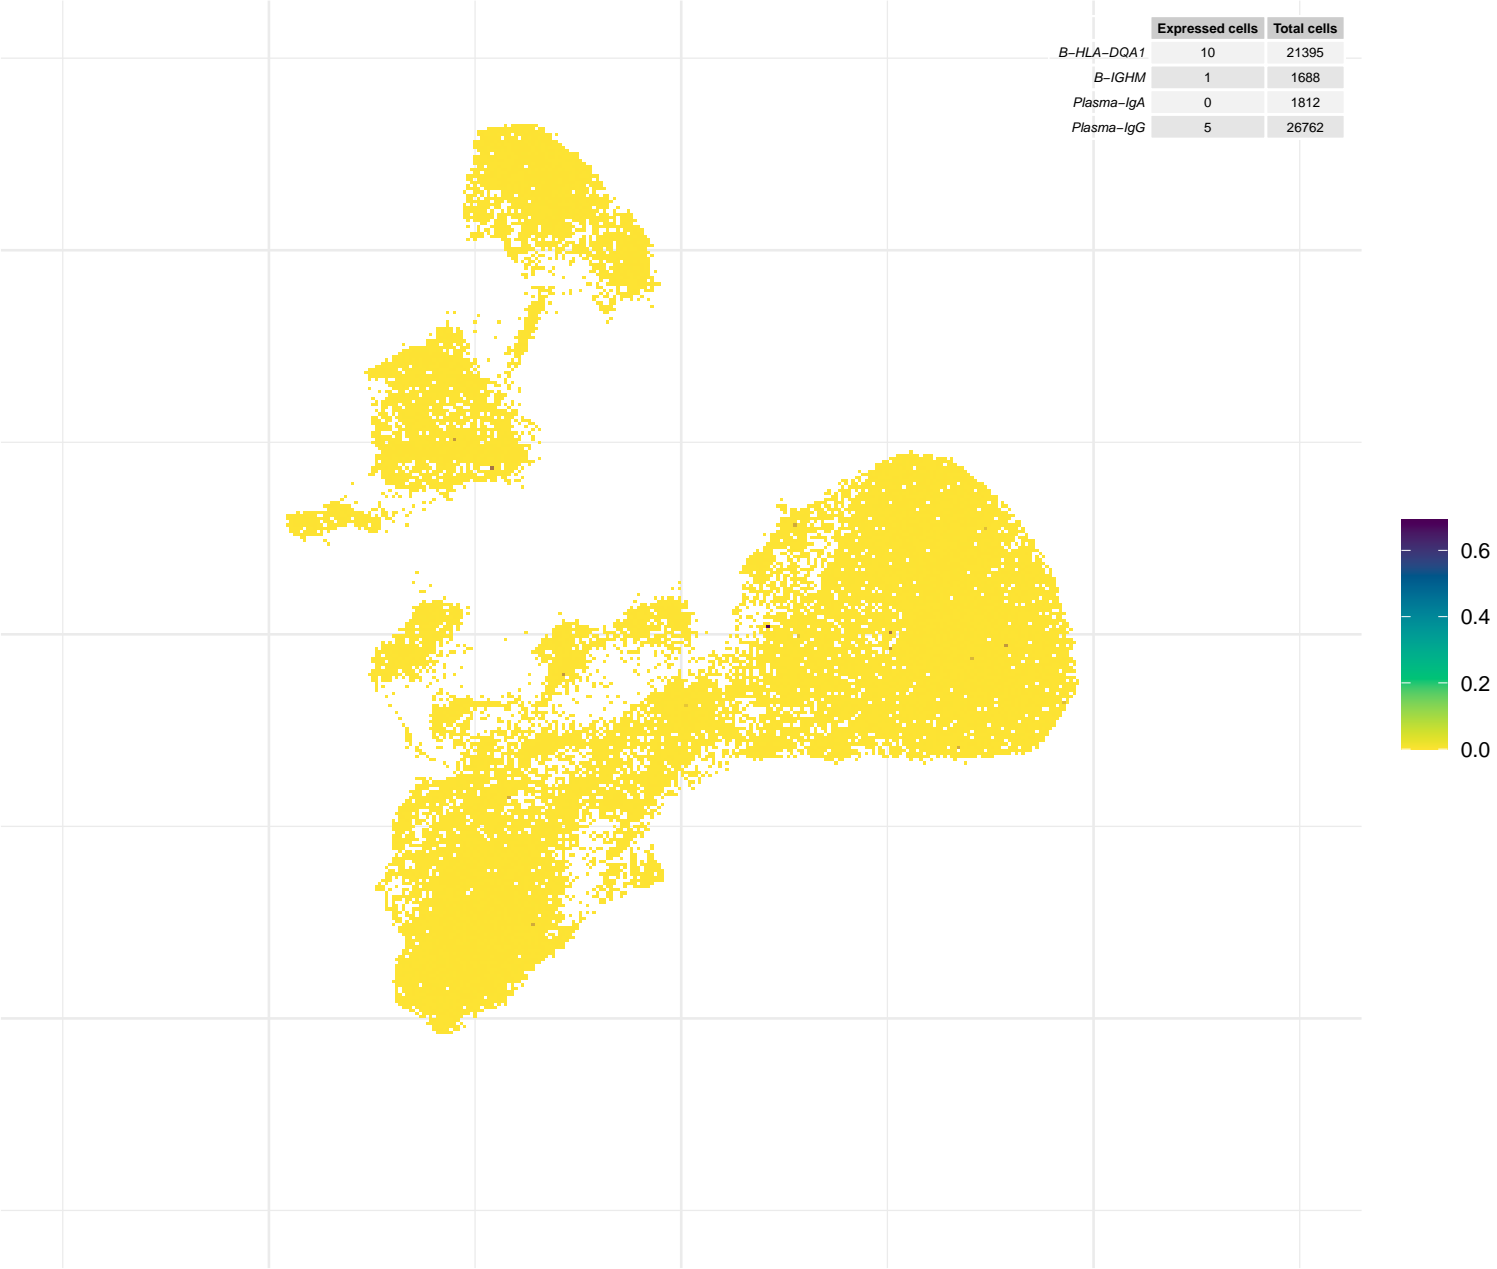 Expressed cells Total cells
B−HLA−DQA1 10 21395
B−IGHM 1 1688
Plasma−IgA 0 1812
Plasma−IgG 5 26762
0.6
0.4
0.2
0.0